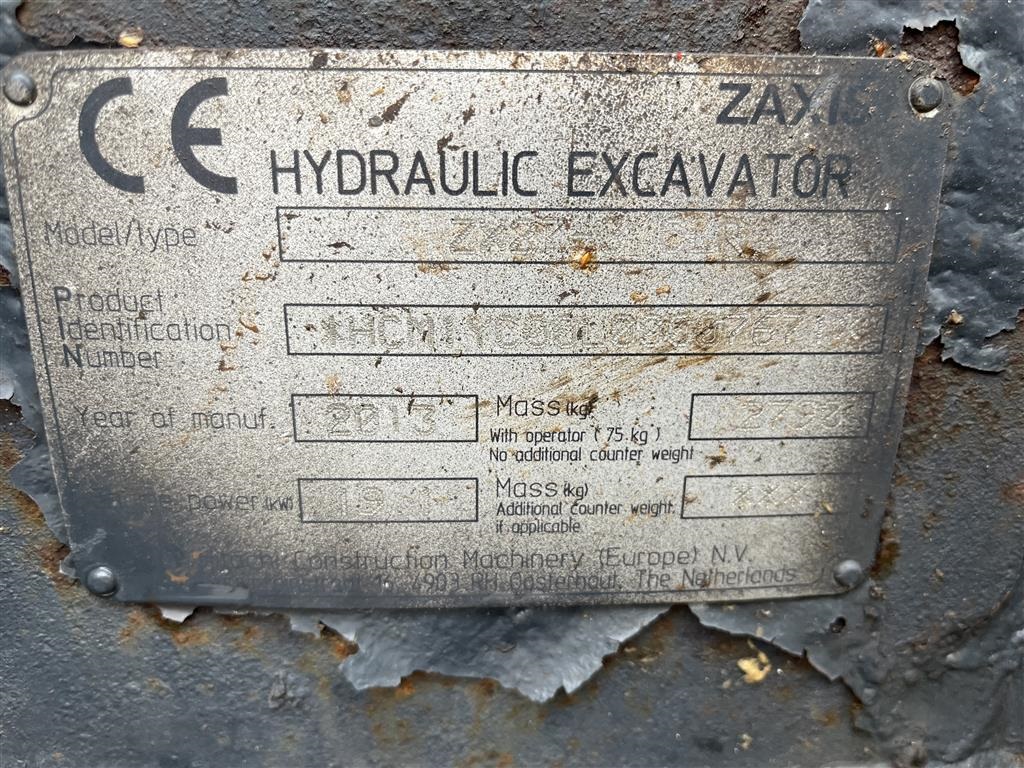 CE
ZAXIS
HYDRAULIC EXCAVATOR
Model/type
Product
Identification
Number
Year of manuf. 2013
Mass (kg)
With operator (75 kg)
No additional counter weight
power (kW) 19
Mass (kg)
Additional counter weight,
if applicable
Construction Machinery (Europe) N.V.
4903 RH Oosterhout, The Netherlands